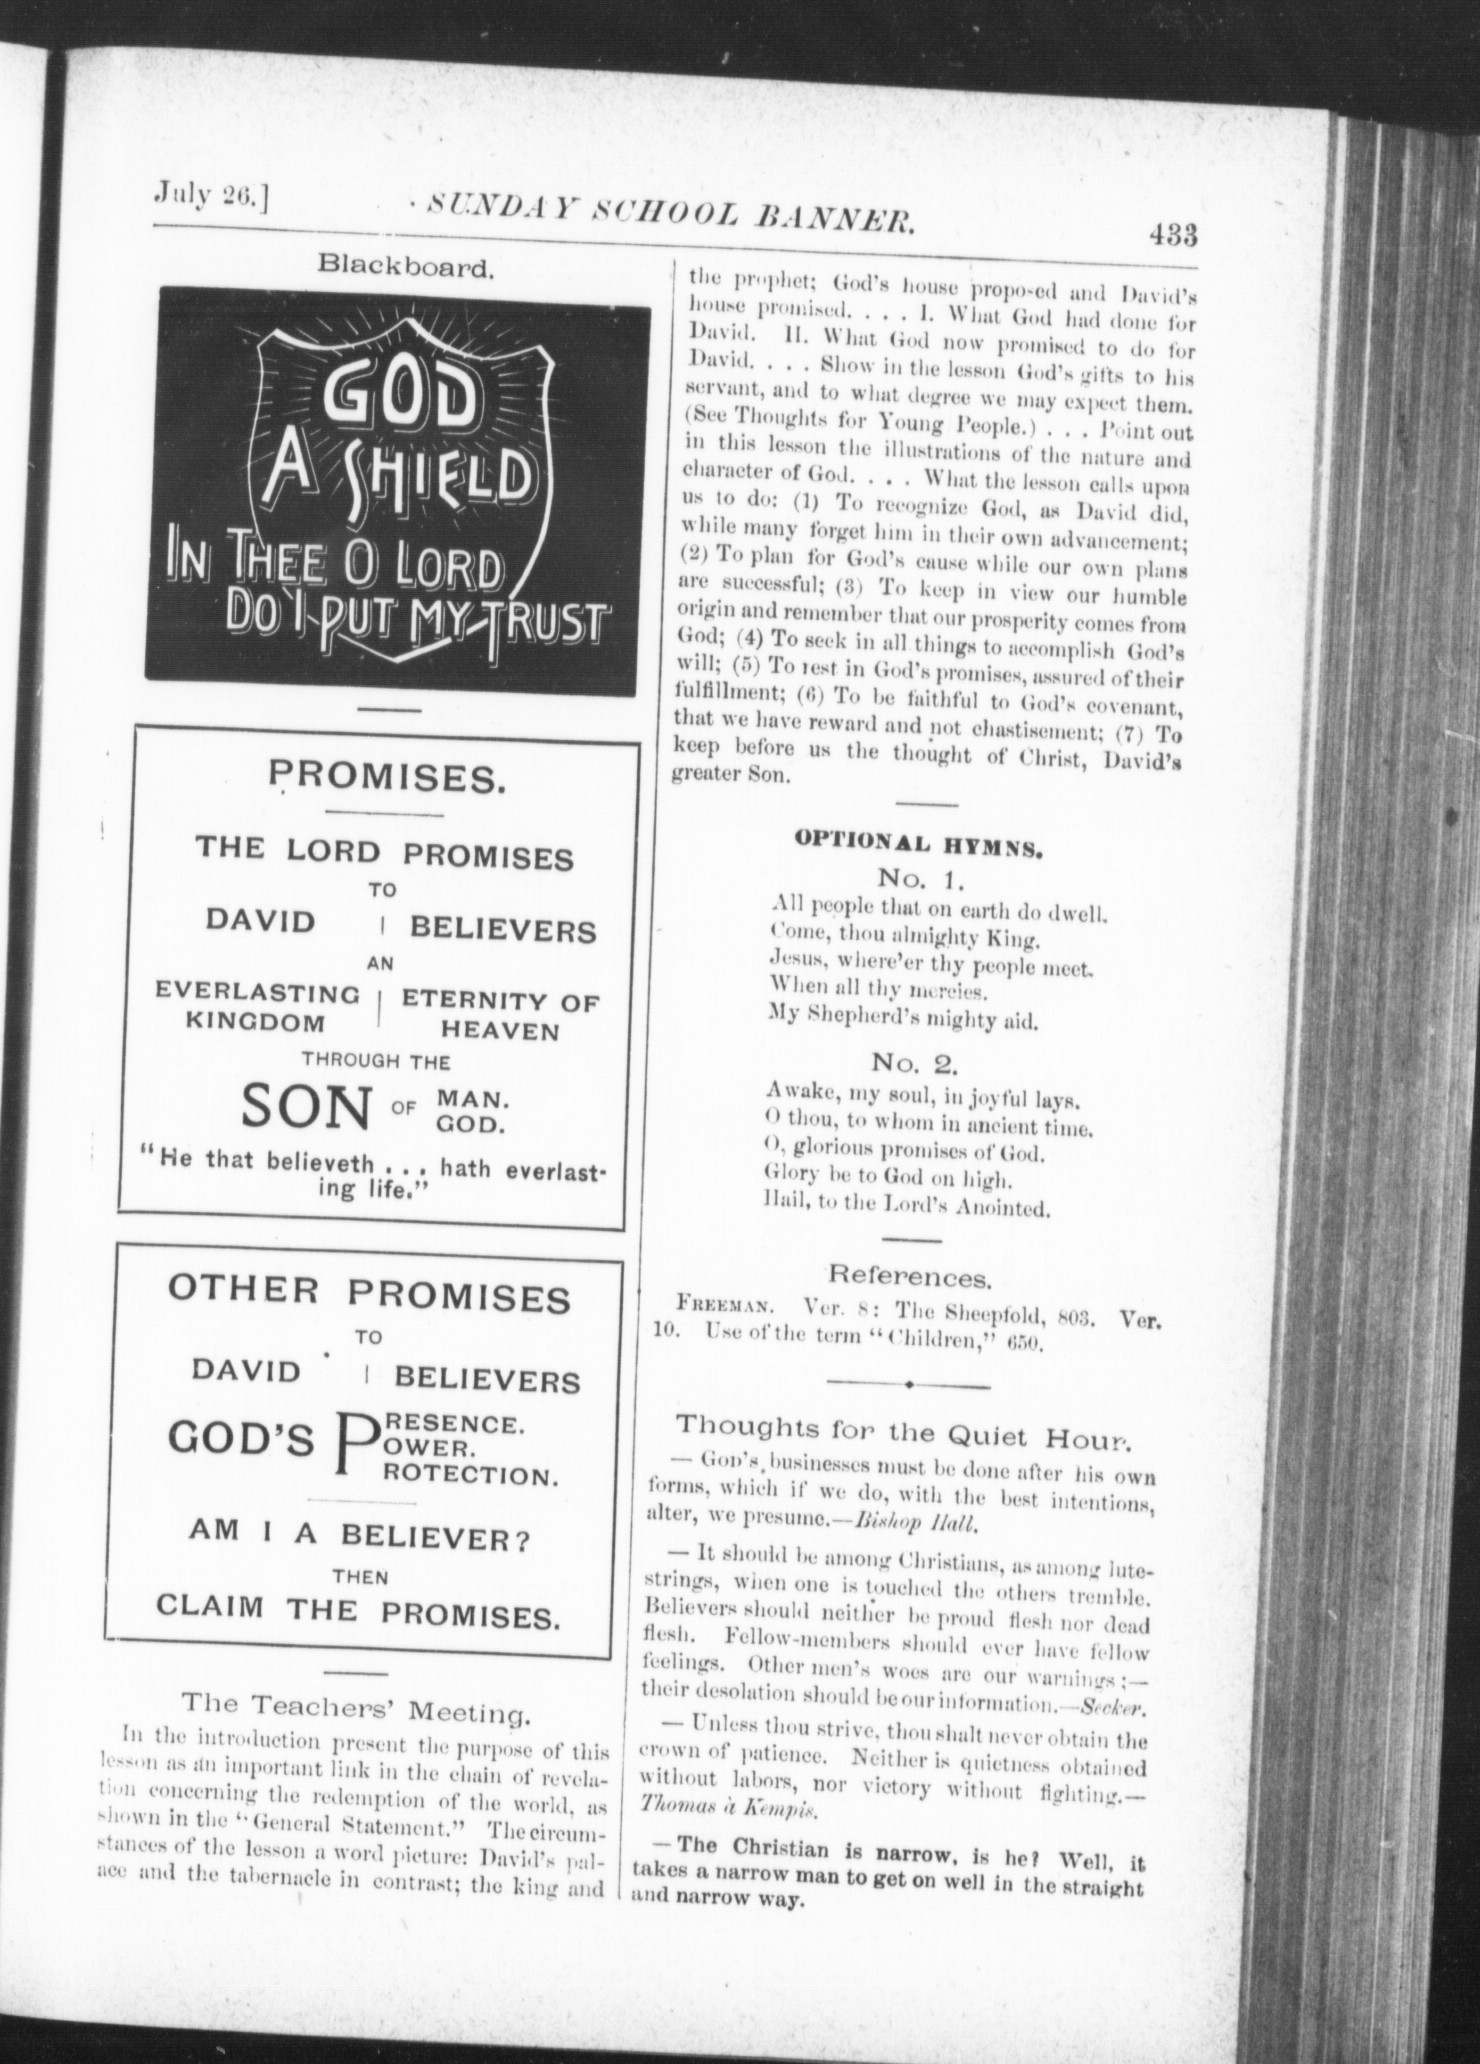 July 26.] SUNDAY SCHOOL BANNER. 433
Blackboard.
GOD
A SHIELD
IN THEE O LORD
DO I PUT MY TRUST
PROMISES.
THE LORD PROMISES
TO
DAVID | BELIEVERS
AN
EVERLASTING | ETERNITY OF
KINGDOM | HEAVEN
THROUGH THE
SON OF MAN.
GOD.
"He that believeth . . . hath everlast-
ing life."
OTHER PROMISES
TO
DAVID | BELIEVERS
GOD'S PRESENCE.
OWER.
ROTECTION.
AM I A BELIEVER?
THEN
CLAIM THE PROMISES.
The Teachers' Meeting.
In the introduction present the purpose of this
lesson as an important link in the chain of revela-
tion concerning the redemption of the world, as
shown in the "General Statement." The circum-
stances of the lesson a word picture: David's pal-
ace and the tabernacle in contrast; the king and
the prophet; God's house proposed and David's
house promised. . . . I. What God had done for
David. II. What God now promised to do for
David. . . . Show in the lesson God's gifts to his
servant, and to what degree we may expect them.
(See Thoughts for Young People.) . . . Point out
in this lesson the illustrations of the nature and
character of God. . . . What the lesson calls upon
us to do: (1) To recognize God, as David did,
while many forget him in their own advancement;
(2) To plan for God's cause while our own plans
are successful; (3) To keep in view our humble
origin and remember that our prosperity comes from
God; (4) To seek in all things to accomplish God's
will; (5) To rest in God's promises, assured of their
fulfillment; (6) To be faithful to God's covenant,
that we have reward and not chastisement; (7) To
keep before us the thought of Christ, David's
greater Son.
OPTIONAL HYMNS.
No. 1.
All people that on earth do dwell.
Come, thou almighty King.
Jesus, where'er thy people meet.
When all thy mercies.
My Shepherd's mighty aid.
No. 2.
Awake, my soul, in joyful lays.
O thou, to whom in ancient time.
O, glorious promises of God.
Glory be to God on high.
Hail, to the Lord's Anointed.
References.
FREEMAN. Ver. 8: The Sheepfold, 803. Ver.
10. Use of the term "Children," 650.
Thoughts for the Quiet Hour.
— GOD's businesses must be done after his own
forms, which if we do, with the best intentions,
alter, we presume.—Bishop Hall.
— It should be among Christians, as among lute-
strings, when one is touched the others tremble.
Believers should neither be proud flesh nor dead
flesh. Fellow-members should ever have fellow
feelings. Other men's woes are our warnings;—
their desolation should be our information.—Secker.
— Unless thou strive, thou shalt never obtain the
crown of patience. Neither is quietness obtained
without labors, nor victory without fighting.—
Thomas à Kempis.
— The Christian is narrow, is he? Well, it
takes a narrow man to get on well in the straight
and narrow way.